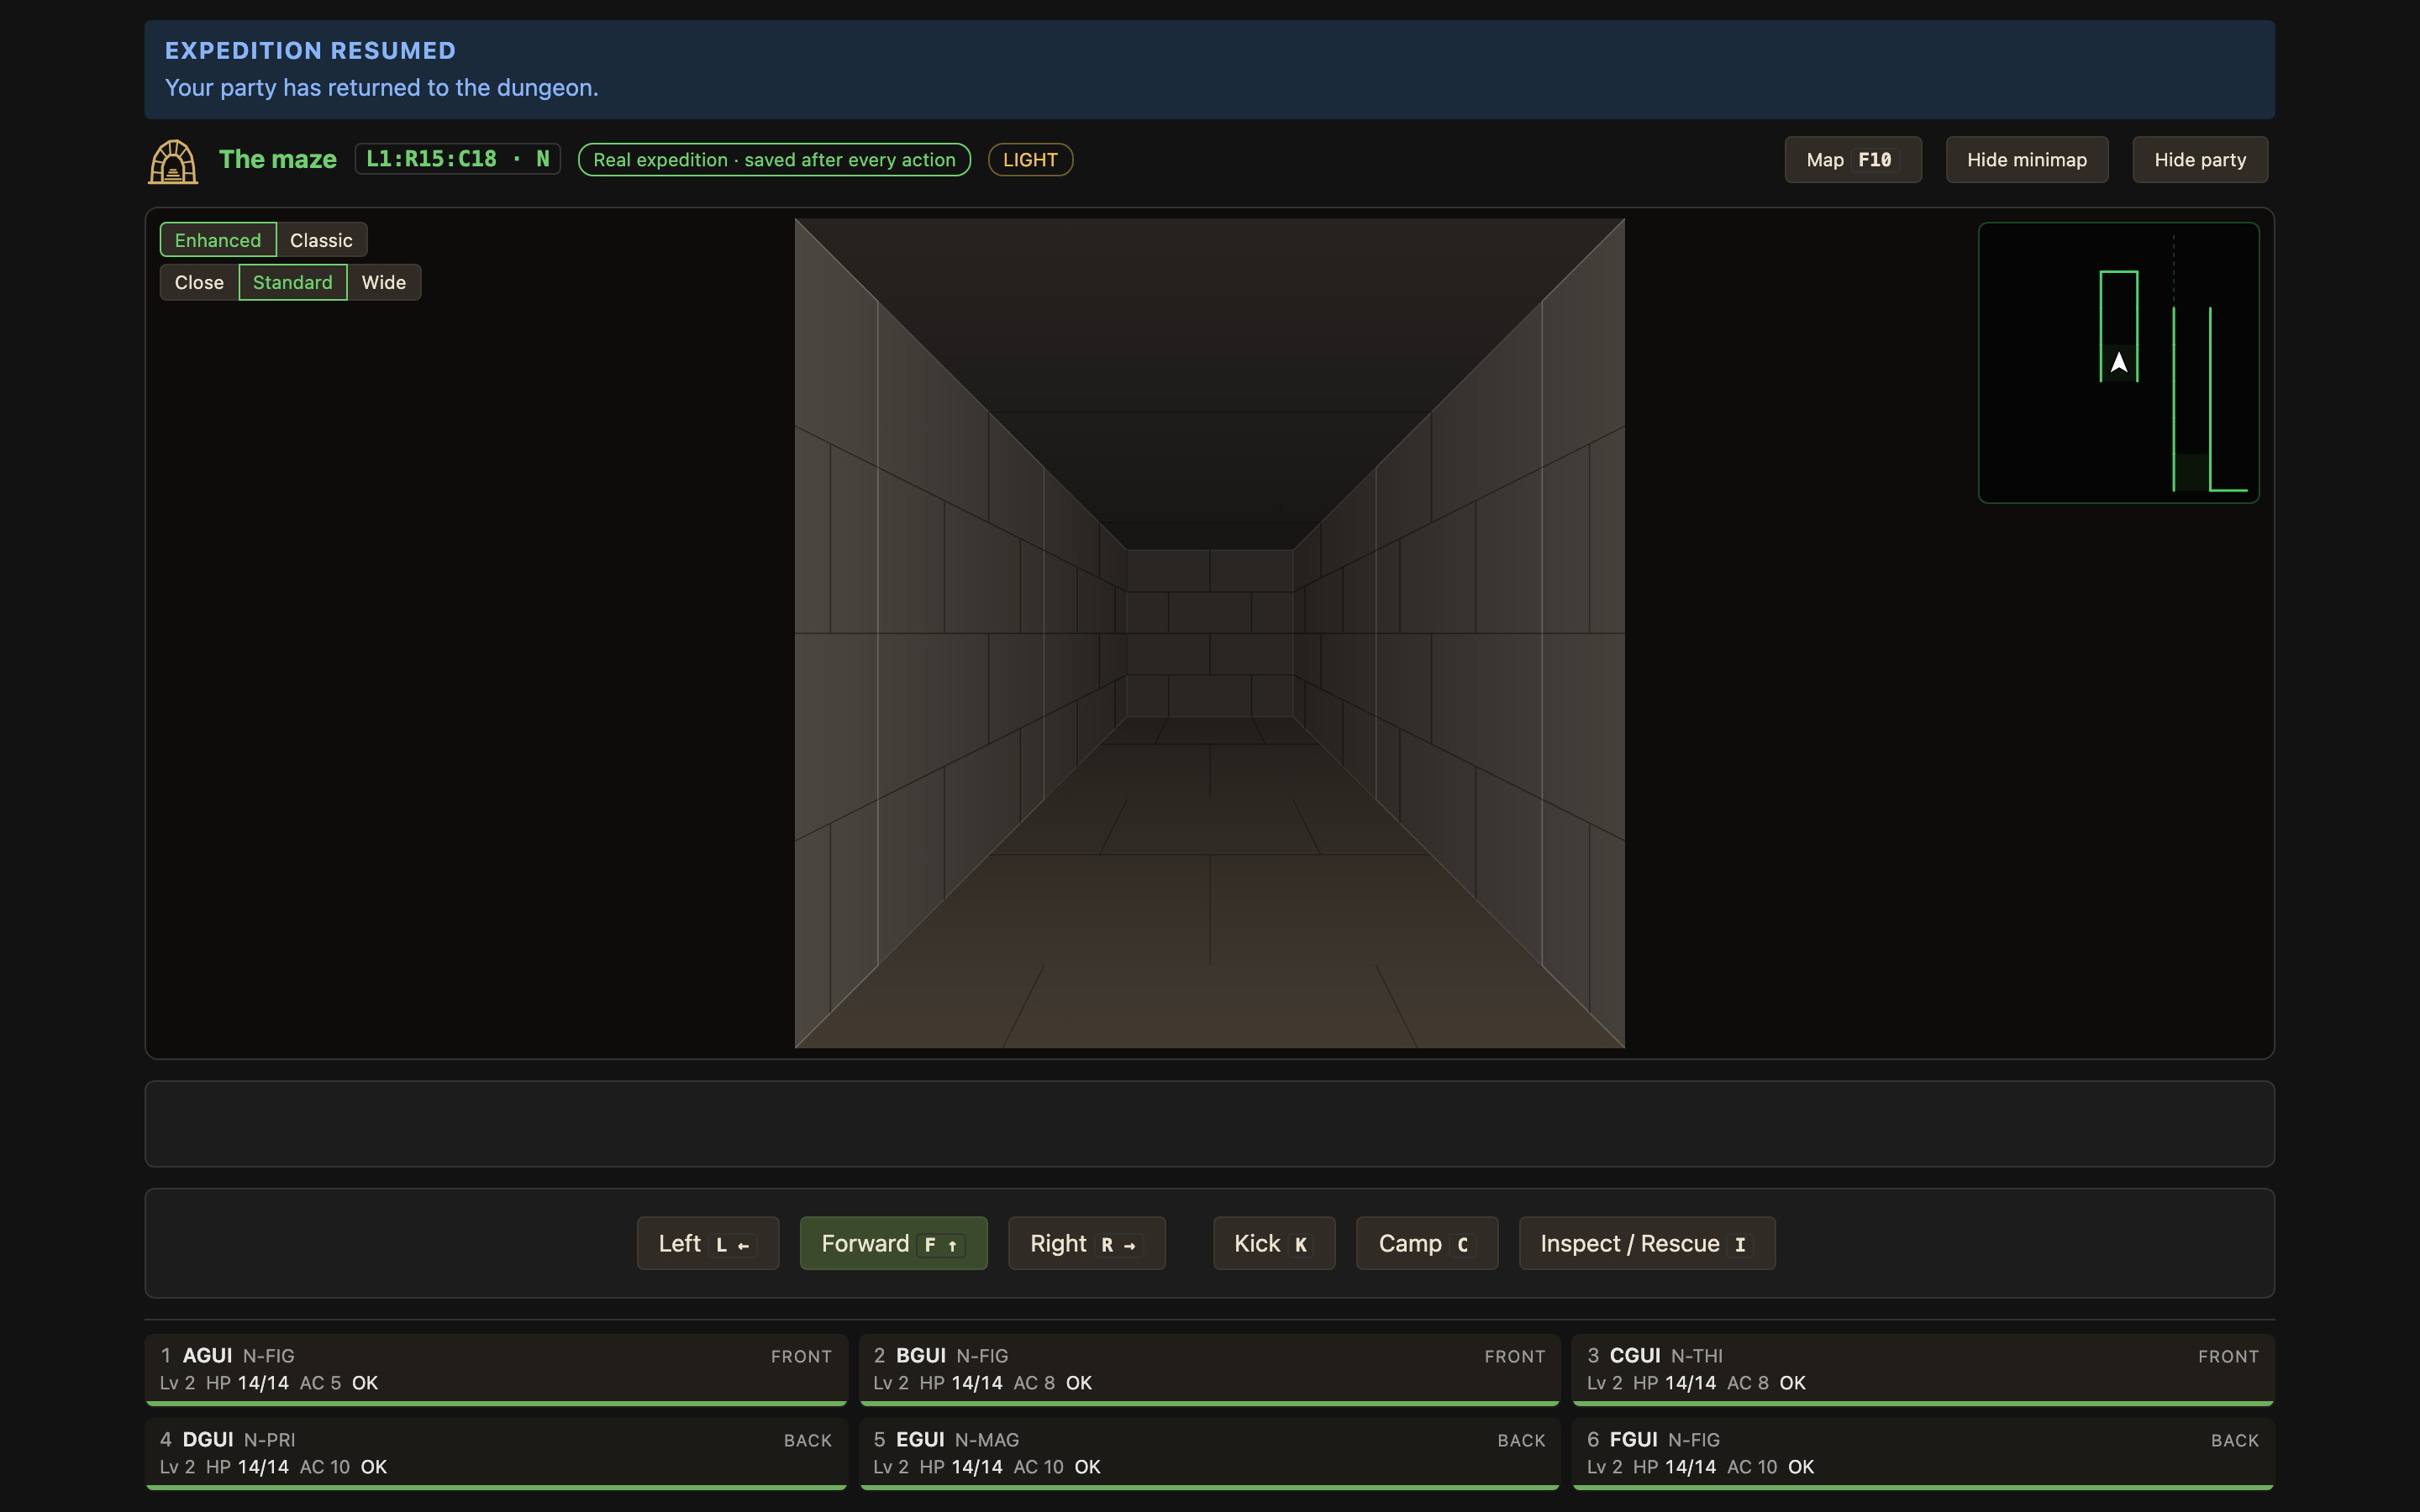 EXPEDITION RESUMED
Your party has returned to the dungeon.
The maze L1:R15:C18 · N Real expedition · saved after every action LIGHT Map F10 Hide minimap Hide party
Enhanced Classic
Close Standard Wide
Left L ← Forward F ↑ Right R → Kick K Camp C Inspect / Rescue I
1 AGUI N-FIG FRONT
Lv 2 HP 14/14 AC 5 OK
2 BGUI N-FIG FRONT
Lv 2 HP 14/14 AC 8 OK
3 CGUI N-THI FRONT
Lv 2 HP 14/14 AC 8 OK
4 DGUI N-PRI BACK
Lv 2 HP 14/14 AC 10 OK
5 EGUI N-MAG BACK
Lv 2 HP 14/14 AC 10 OK
6 FGUI N-FIG BACK
Lv 2 HP 14/14 AC 10 OK